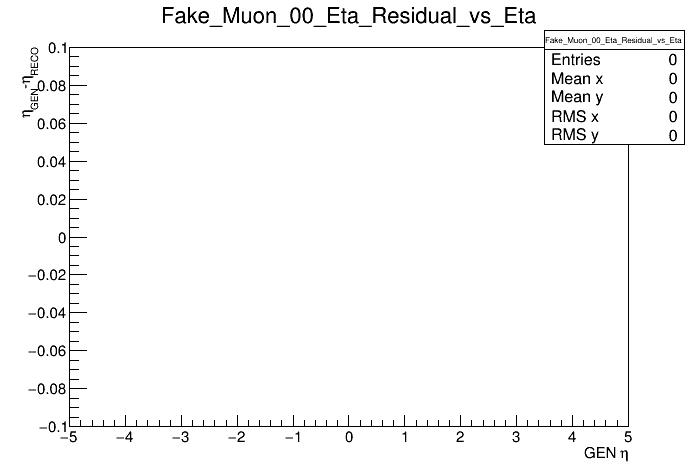 Fake_Muon_00_Eta_Residual_vs_Eta
Fake_Muon_00_Eta_Residual_vs_Eta
Entries 0
Mean x 0
Mean y 0
RMS x 0
RMS y 0
ηGEN-ηRECO
0.1
0.08
0.06
0.04
0.02
0
−0.02
−0.04
−0.06
−0.08
−0.1
−5 −4 −3 −2 −1 0 1 2 3 4 5
GEN η